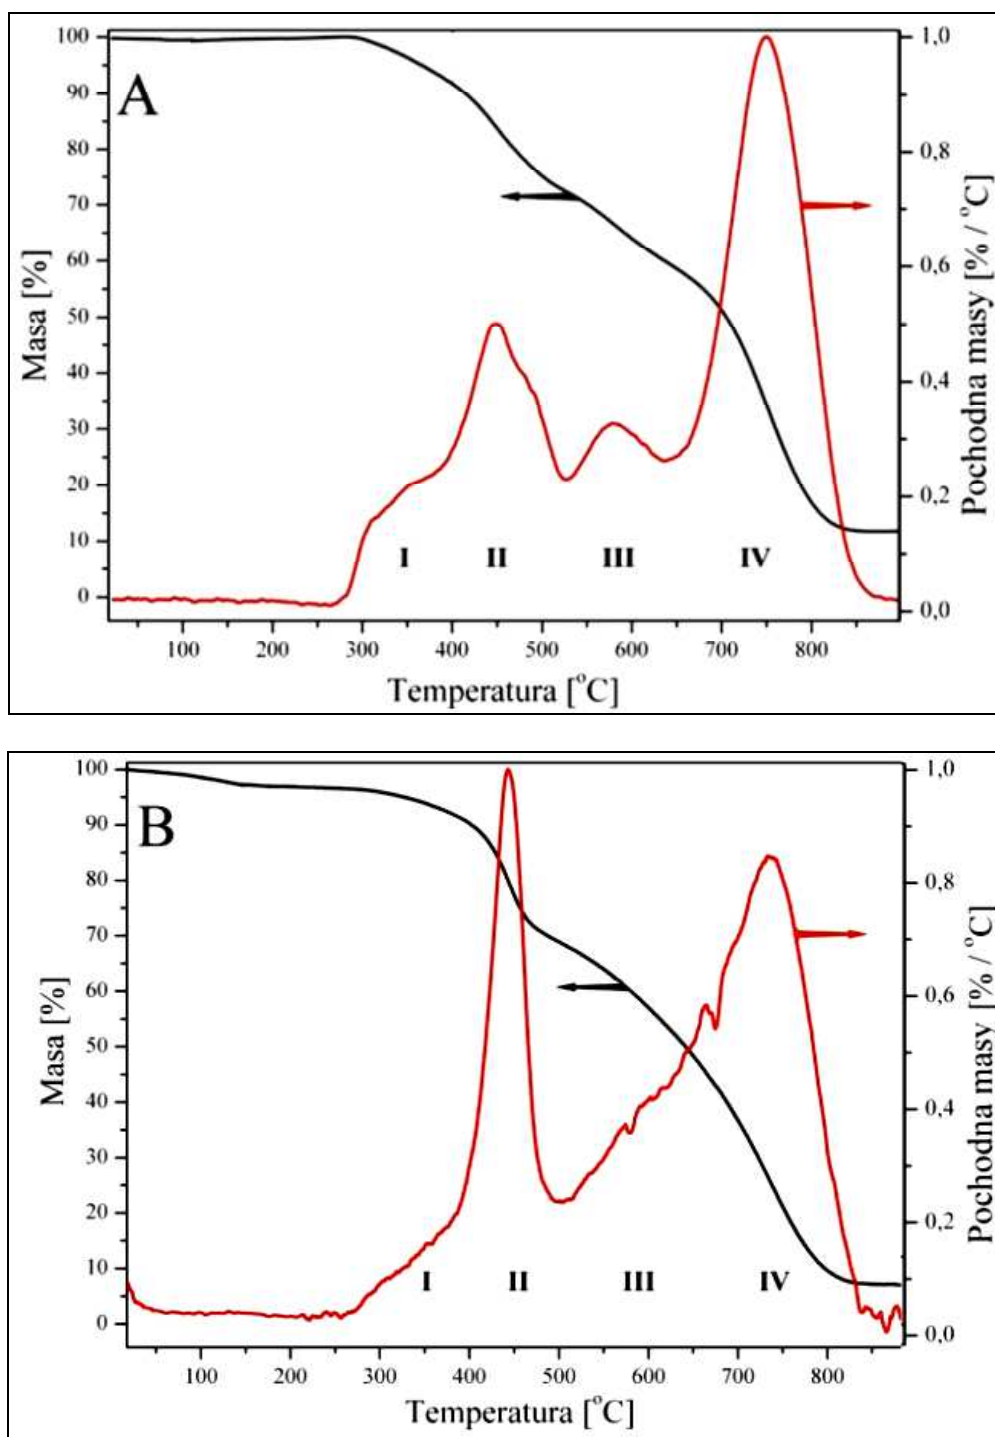 A
Masa [%]
100
90
80
70
60
50
40
30
20
10
0
1,0
0,8
0,6
0,4
0,2
0,0
Pochodna masy [% / °C]
I II III IV
100 200 300 400 500 600 700 800
Temperatura [°C]
B
Masa [%]
100
90
80
70
60
50
40
30
20
10
0
1,0
0,8
0,6
0,4
0,2
0,0
Pochodna masy [% / °C]
I II III IV
100 200 300 400 500 600 700 800
Temperatura [°C]